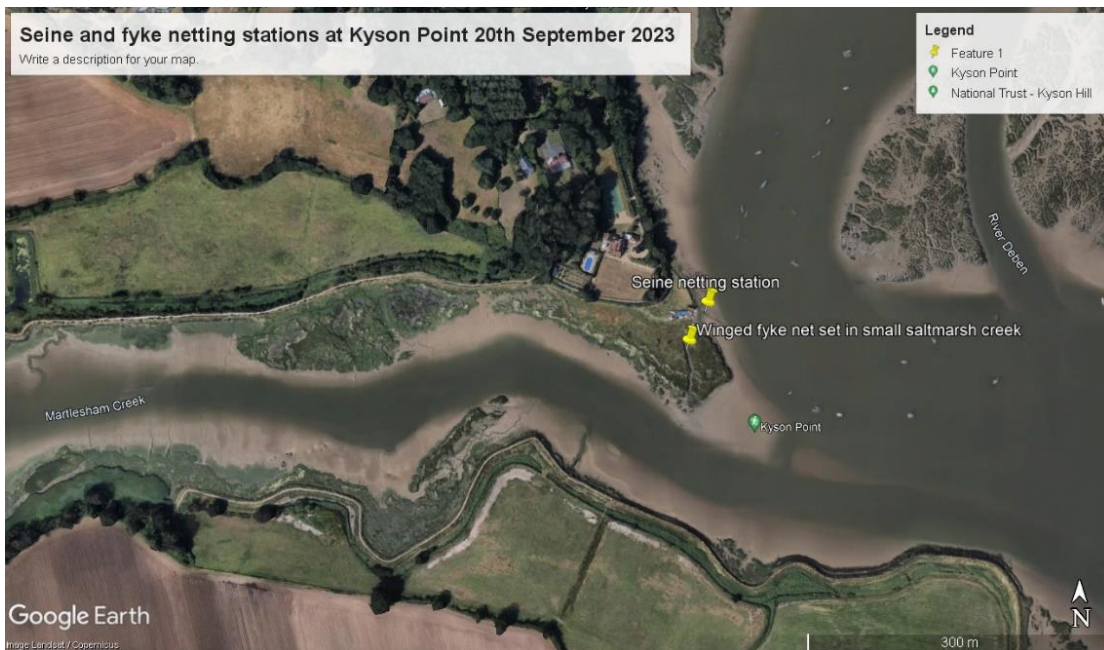 Seine and fyke netting stations at Kyson Point 20th September 2023
Write a description for your map.
Legend
Feature 1
Kyson Point
National Trust - Kyson Hill
River Deben
Seine netting station
Winged fyke net set in small saltmarsh creek
Martlesham Creek
Kyson Point
Google Earth
Image Landsat / Copernicus
N
300 m